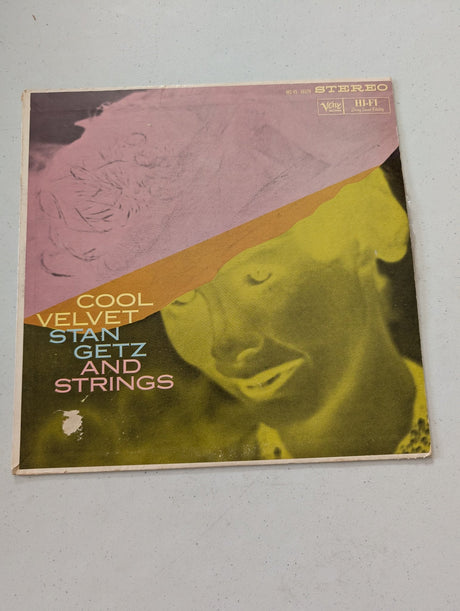 STEREO
Verve
HI-FI
COOL
VELVET
STAN
GETZ
AND
STRINGS